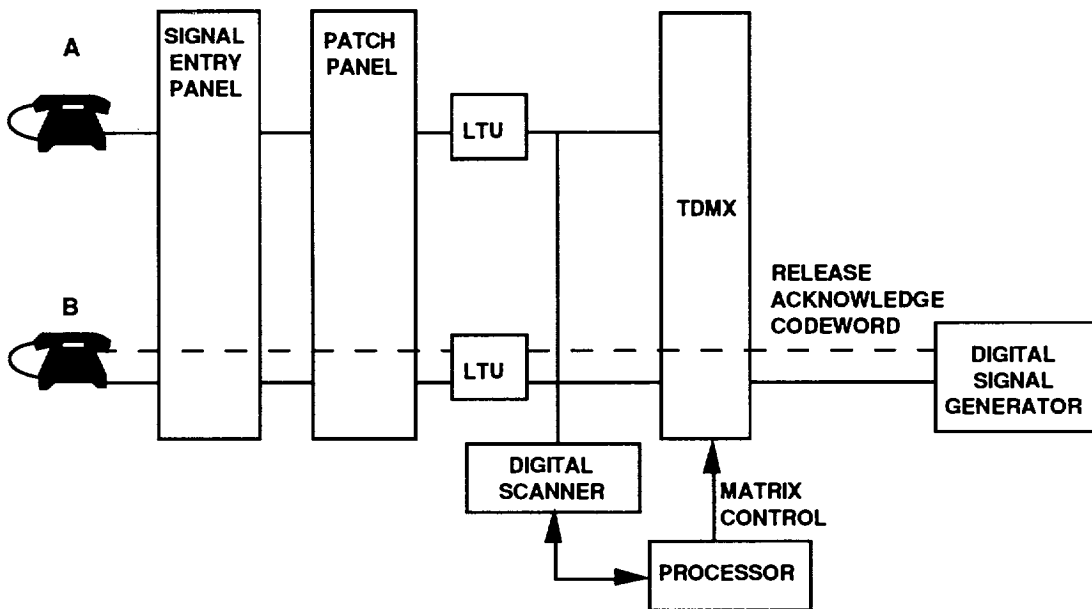 A
SIGNAL
ENTRY
PANEL
PATCH
PANEL
LTU
TDMX
B
RELEASE
ACKNOWLEDGE
CODEWORD
LTU
DIGITAL
SIGNAL
GENERATOR
DIGITAL
SCANNER
MATRIX
CONTROL
PROCESSOR